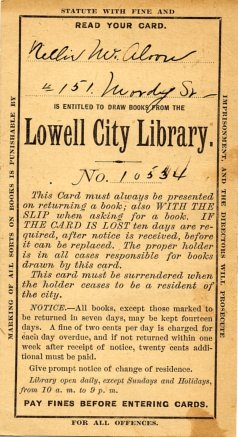 STATUTE WITH FINE AND
READ YOUR CARD.
Nellie Mc Aloon
151 Moody St
IS ENTITLED TO DRAW BOOKS FROM THE
Lowell City Library.
No. 10534
This Card must always be presented
on returning a book; also WITH THE
SLIP when asking for a book. IF
THE CARD IS LOST ten days are re-
quired, after notice is received, before
it can be replaced. The proper holder
is in all cases responsible for books
drawn by this card.
This card must be surrendered when
the holder ceases to be a resident of
the city.
NOTICE.—All books, except those marked to
be returned in seven days, may be kept fourteen
days. A fine of two cents per day is charged for
each day overdue, and if not returned within one
week after receipt of notice, twenty cents addi-
tional must be paid.
Give prompt notice of change of residence.
Library open daily, except Sundays and Holidays,
from 10 a. m. to 9 p. m.
PAY FINES BEFORE ENTERING CARDS.
FOR ALL OFFENCES.
MARKING OF ALL SORTS ON BOOKS IS PUNISHABLE BY
IMPRISONMENT, AND THE DIRECTORS WILL PROSECUTE